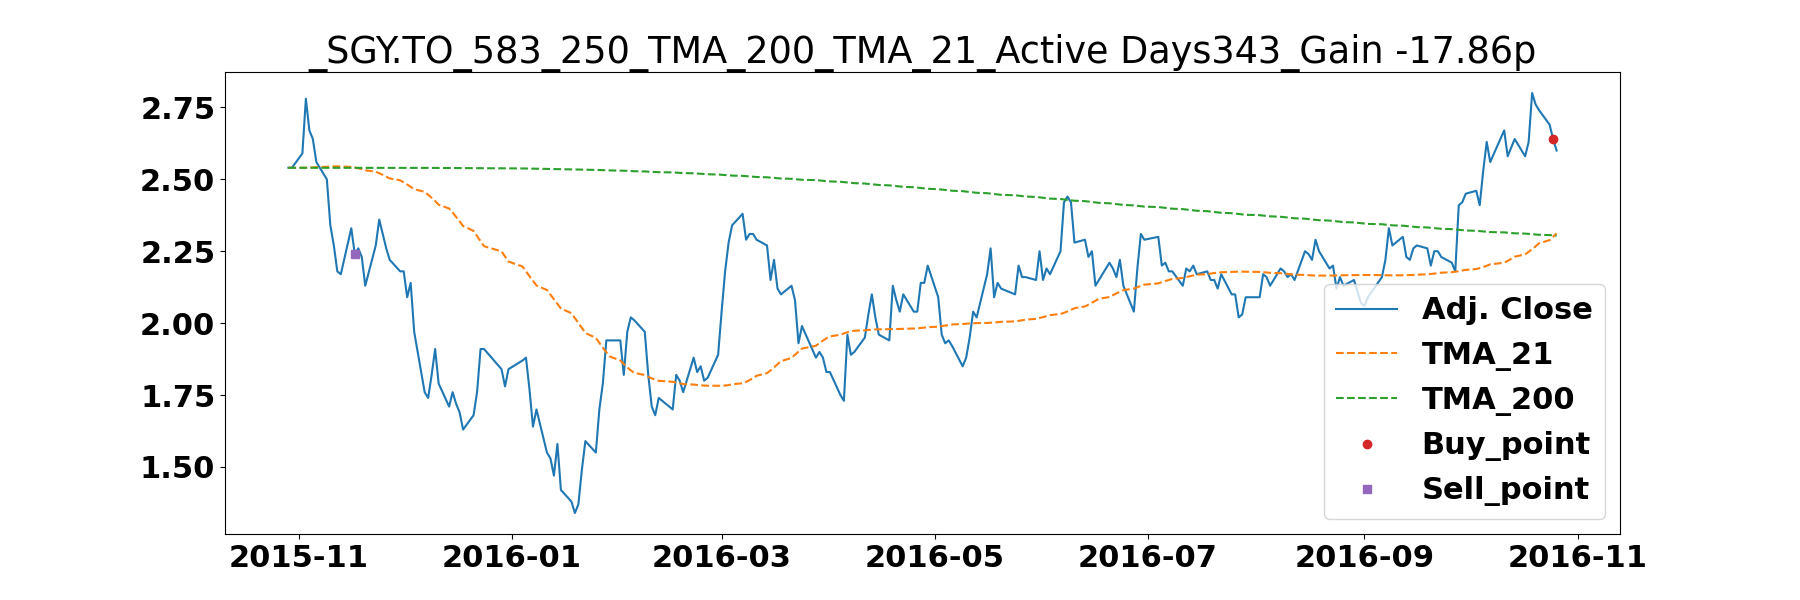 _SGY.TO_583_250_TMA_200_TMA_21_Active Days343_Gain -17.86p
2.75
2.50
2.25
2.00
1.75
1.50
Adj. Close
TMA_21
TMA_200
Buy_point
Sell_point
2015-11 2016-01 2016-03 2016-05 2016-07 2016-09 2016-11